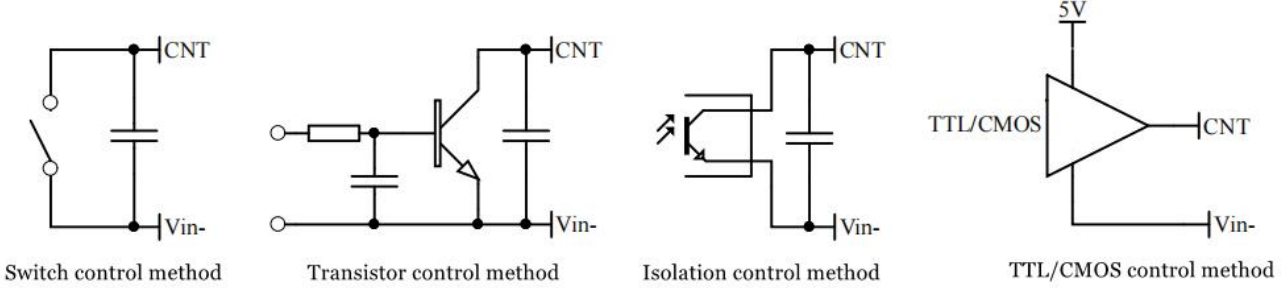 CNT
Vin-
Switch control method
CNT
Vin-
Transistor control method
CNT
Vin-
Isolation control method
5V
TTL/CMOS
CNT
Vin-
TTL/CMOS control method